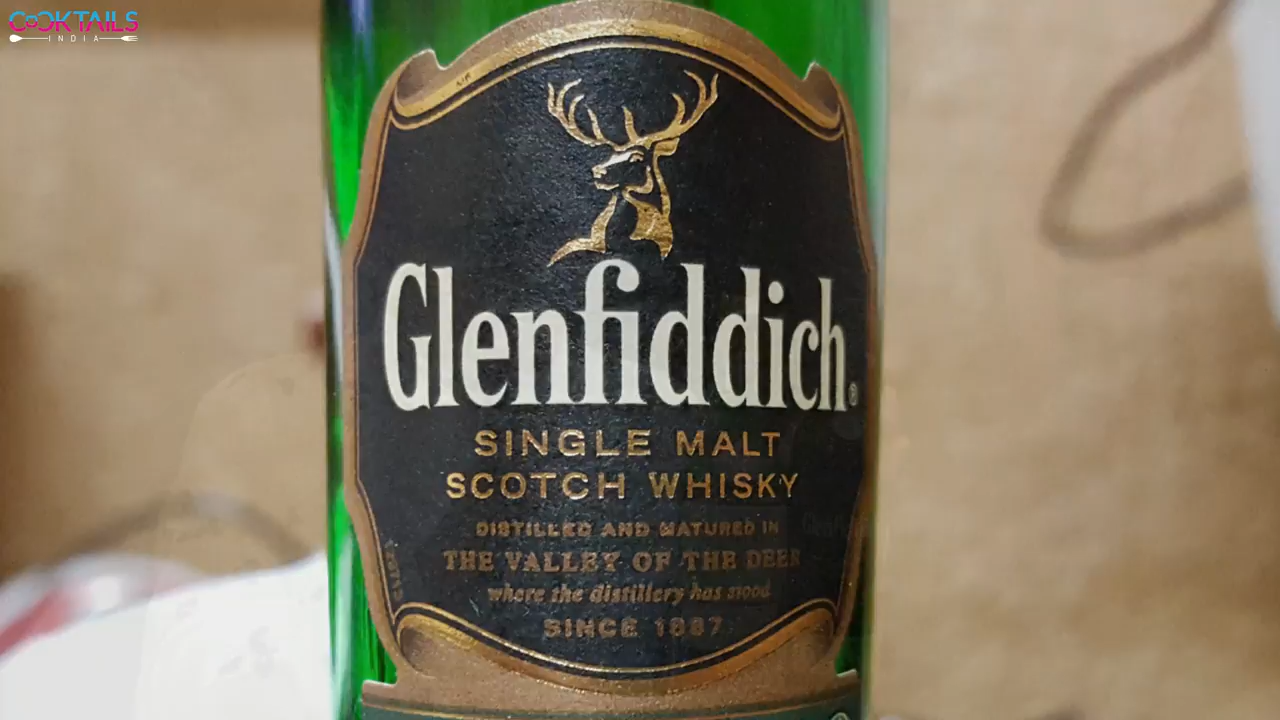 COOKTAILS
INDIA
Glenfiddich®
SINGLE MALT
SCOTCH WHISKY
DISTILLED AND MATURED IN
THE VALLEY OF THE DEER
where the distillery has stood
SINCE 1887